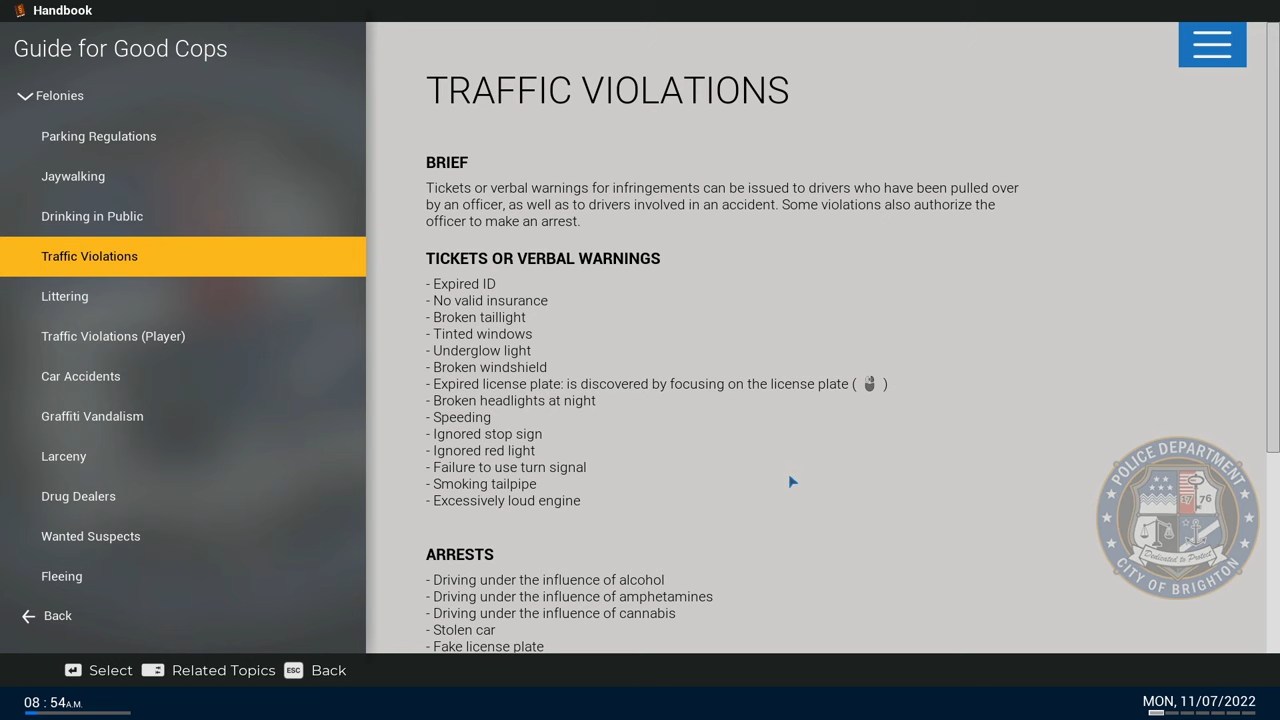 Handbook
Guide for Good Cops
Felonies
Parking Regulations
Jaywalking
Drinking in Public
Traffic Violations
Littering
Traffic Violations (Player)
Car Accidents
Graffiti Vandalism
Larceny
Drug Dealers
Wanted Suspects
Fleeing
Back
TRAFFIC VIOLATIONS
BRIEF
Tickets or verbal warnings for infringements can be issued to drivers who have been pulled over
by an officer, as well as to drivers involved in an accident. Some violations also authorize the
officer to make an arrest.
TICKETS OR VERBAL WARNINGS
- Expired ID
- No valid insurance
- Broken taillight
- Tinted windows
- Underglow light
- Broken windshield
- Expired license plate: is discovered by focusing on the license plate ( )
- Broken headlights at night
- Speeding
- Ignored stop sign
- Ignored red light
- Failure to use turn signal
- Smoking tailpipe
- Excessively loud engine
ARRESTS
- Driving under the influence of alcohol
- Driving under the influence of amphetamines
- Driving under the influence of cannabis
- Stolen car
- Fake license plate
POLICE DEPARTMENT
17 76
Dedicated to Protect
CITY OF BRIGHTON
Select
Related Topics
ESC Back
08 : 54 A.M.
MON, 11/07/2022